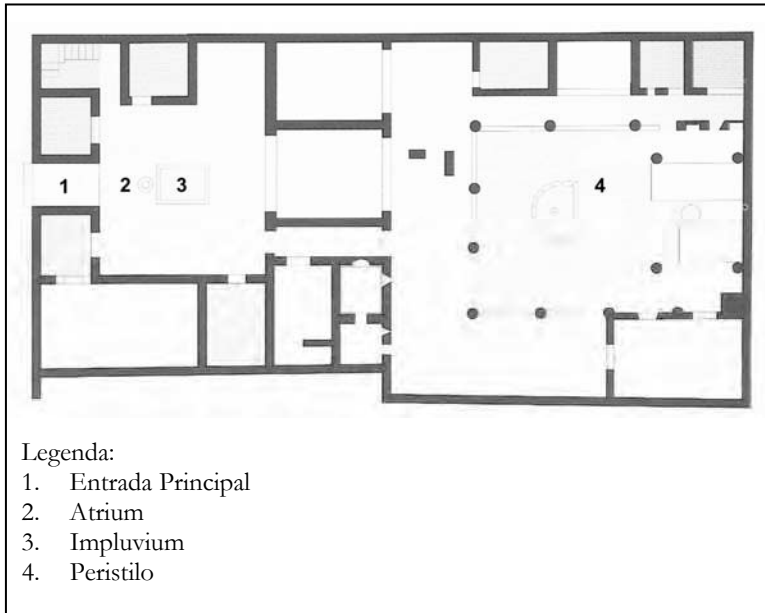 1
2
3
4
Legenda:
1. Entrada Principal
2. Atrium
3. Impluvium
4. Peristilo